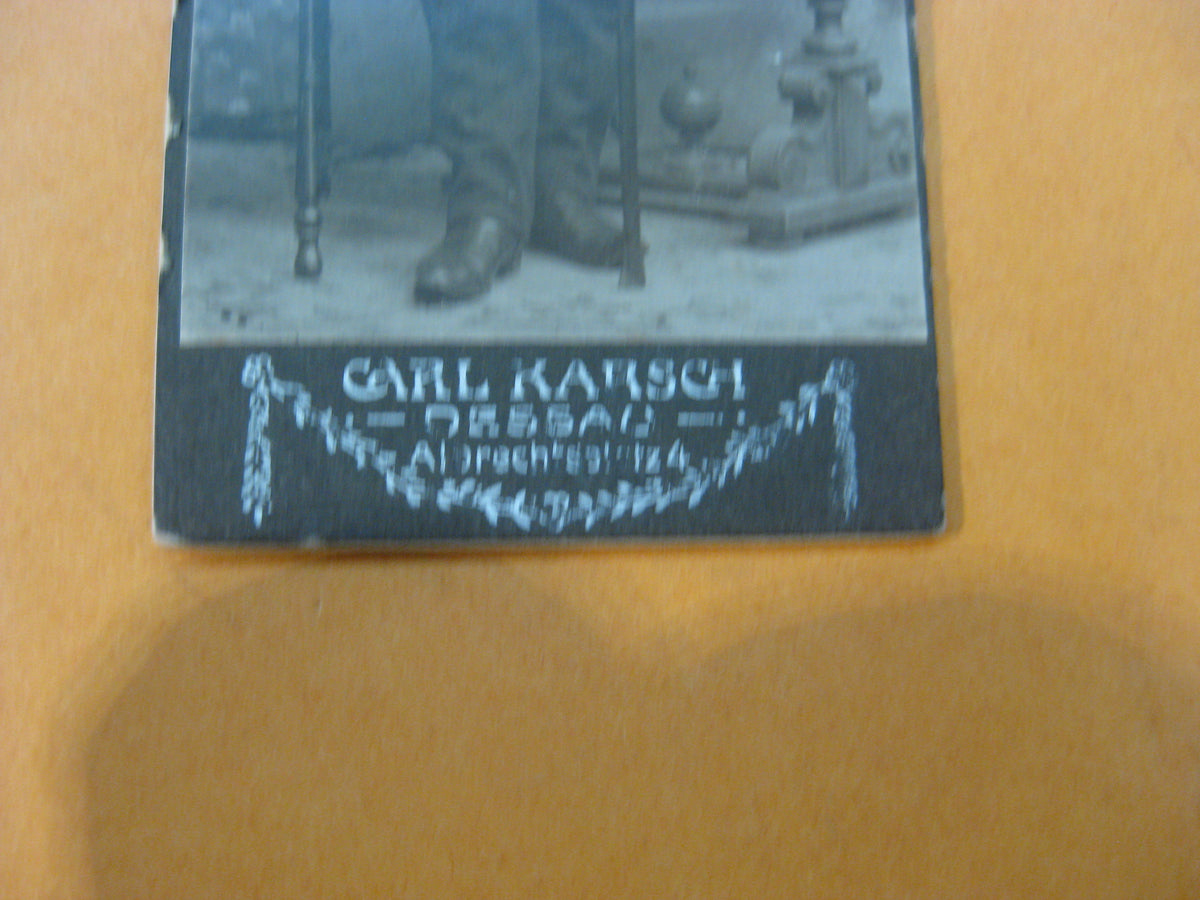 CARL KARSCH
— DESSAU —
Albrechtsplatz 4